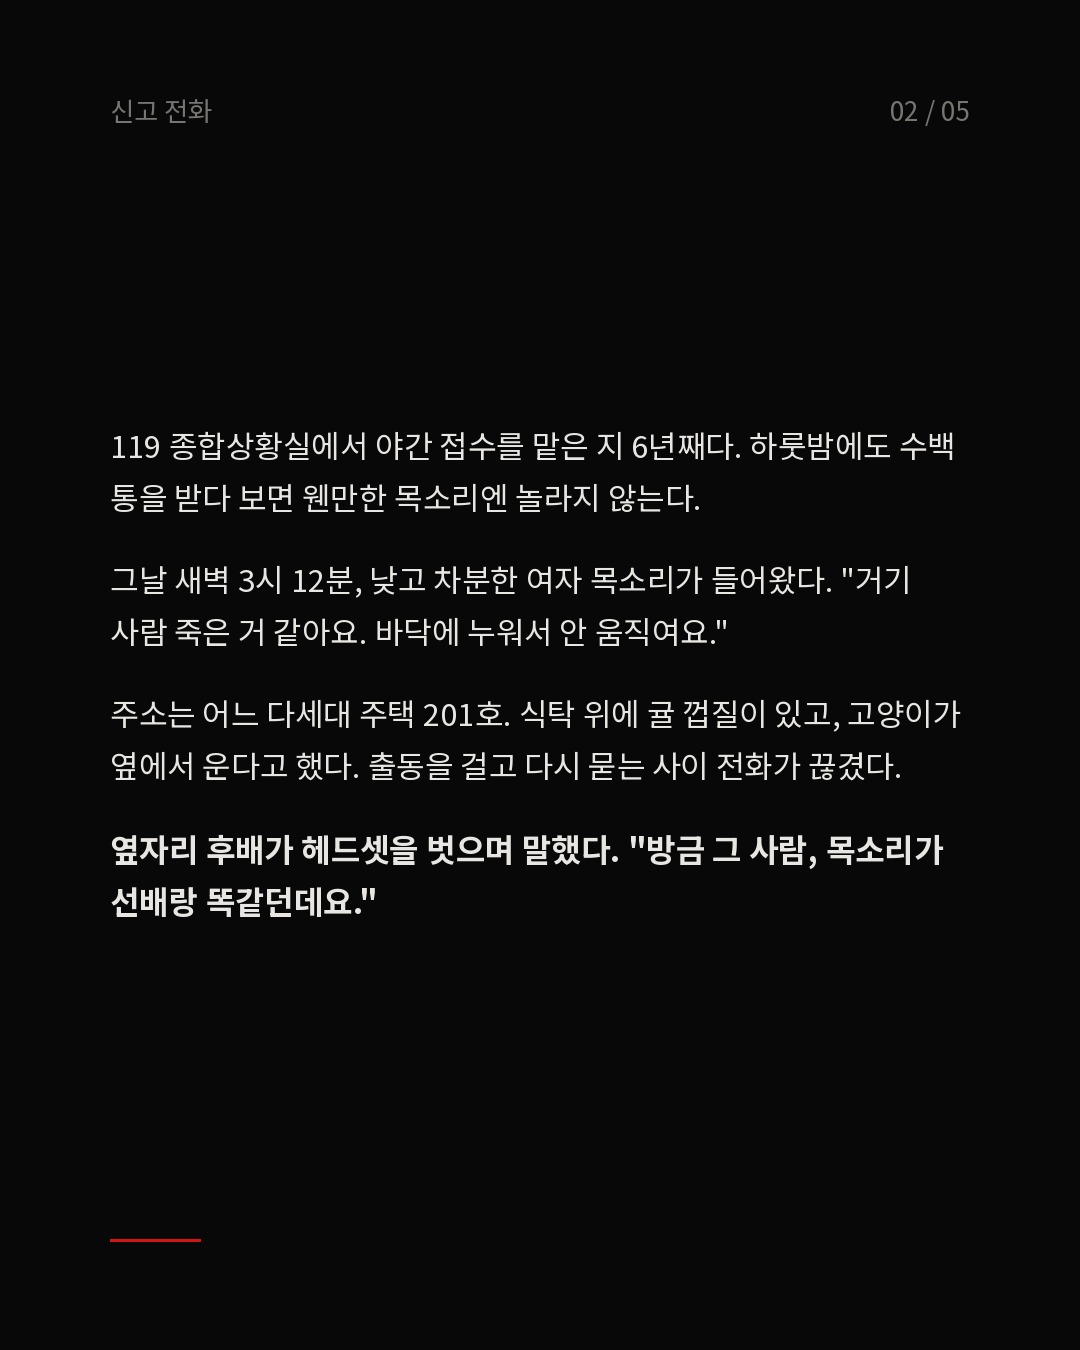 신고 전화
02 / 05
119 종합상황실에서 야간 접수를 맡은 지 6년째다. 하룻밤에도 수백
통을 받다 보면 웬만한 목소리엔 놀라지 않는다.
그날 새벽 3시 12분, 낮고 차분한 여자 목소리가 들어왔다. "거기
사람 죽은 거 같아요. 바닥에 누워서 안 움직여요."
주소는 어느 다세대 주택 201호. 식탁 위에 귤 껍질이 있고, 고양이가
옆에서 운다고 했다. 출동을 걸고 다시 묻는 사이 전화가 끊겼다.
옆자리 후배가 헤드셋을 벗으며 말했다. "방금 그 사람, 목소리가
선배랑 똑같던데요."